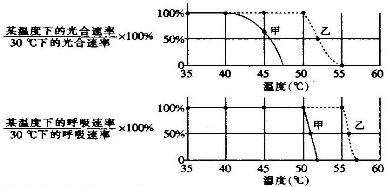 某温度下的光合速率
30 ℃下的光合速率 ×100%
100%
50%
0
甲
乙
35 40 45 50 55 60
温度(℃)
某温度下的呼吸速率
30 ℃下的呼吸速率 ×100%
100%
50%
0
甲
乙
35 40 45 50 55 60
温度(℃)